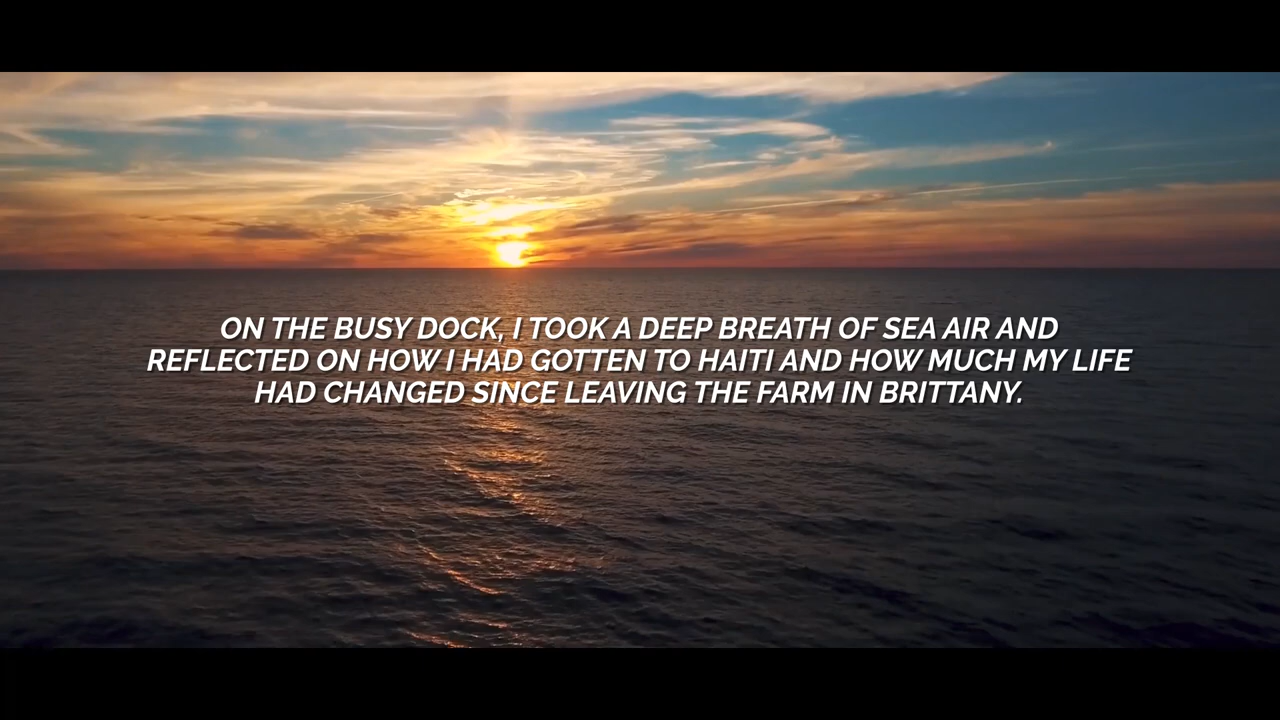 ON THE BUSY DOCK, I TOOK A DEEP BREATH OF SEA AIR AND
REFLECTED ON HOW I HAD GOTTEN TO HAITI AND HOW MUCH MY LIFE
HAD CHANGED SINCE LEAVING THE FARM IN BRITTANY.